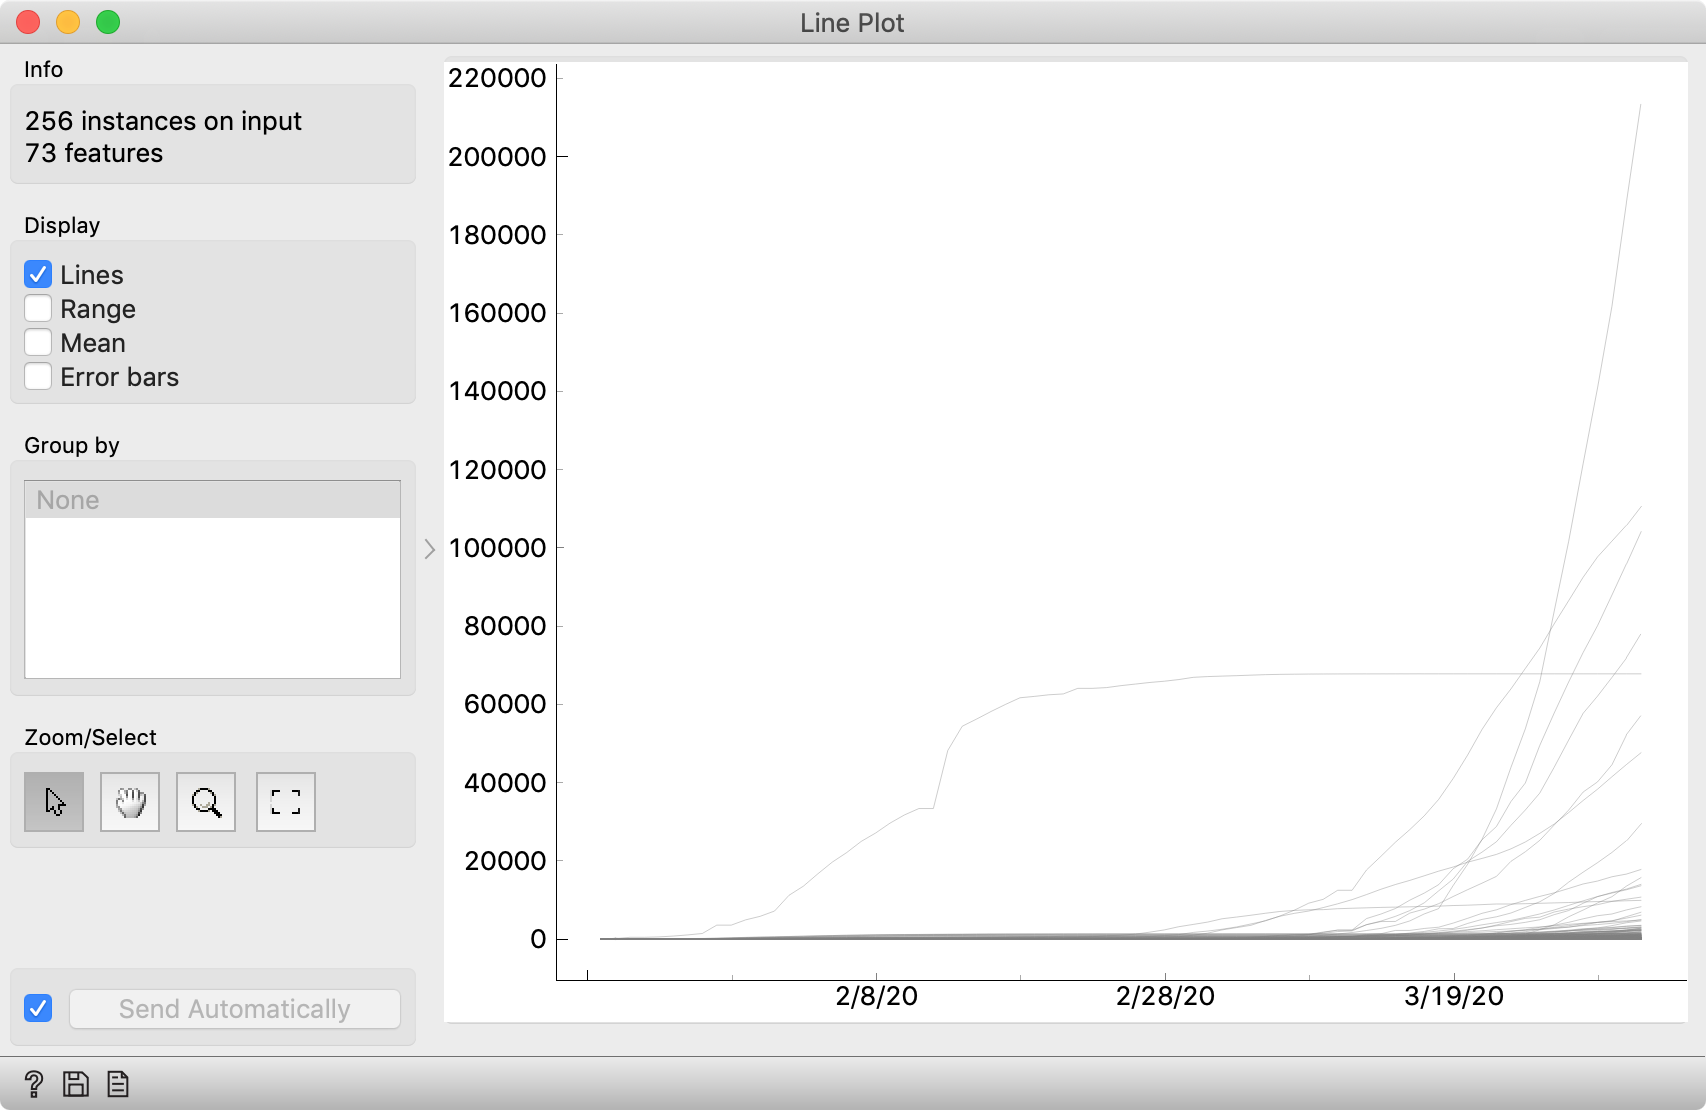 Line Plot
Info
256 instances on input
73 features
Display
Lines
Range
Mean
Error bars
Group by
None
Zoom/Select
Send Automatically
220000
200000
180000
160000
140000
120000
100000
80000
60000
40000
20000
0
2/8/20
2/28/20
3/19/20